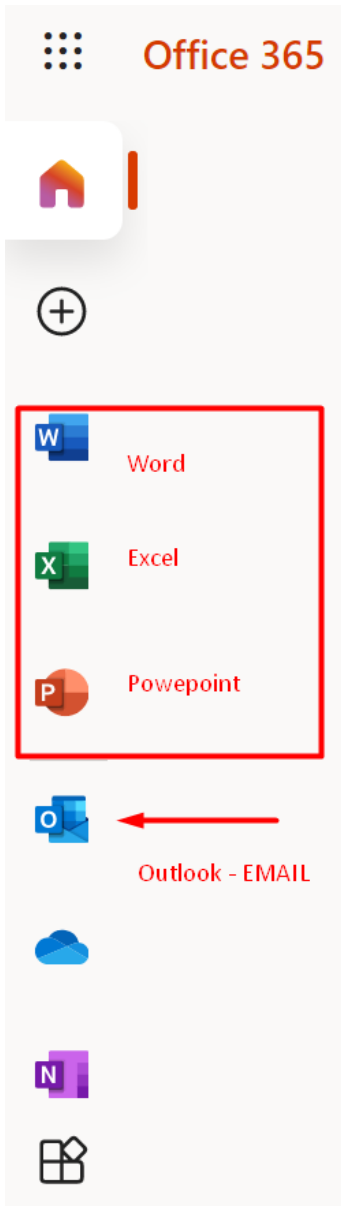 Office 365
W
Word
X
Excel
P
Powepoint
O
Outlook - EMAIL
N